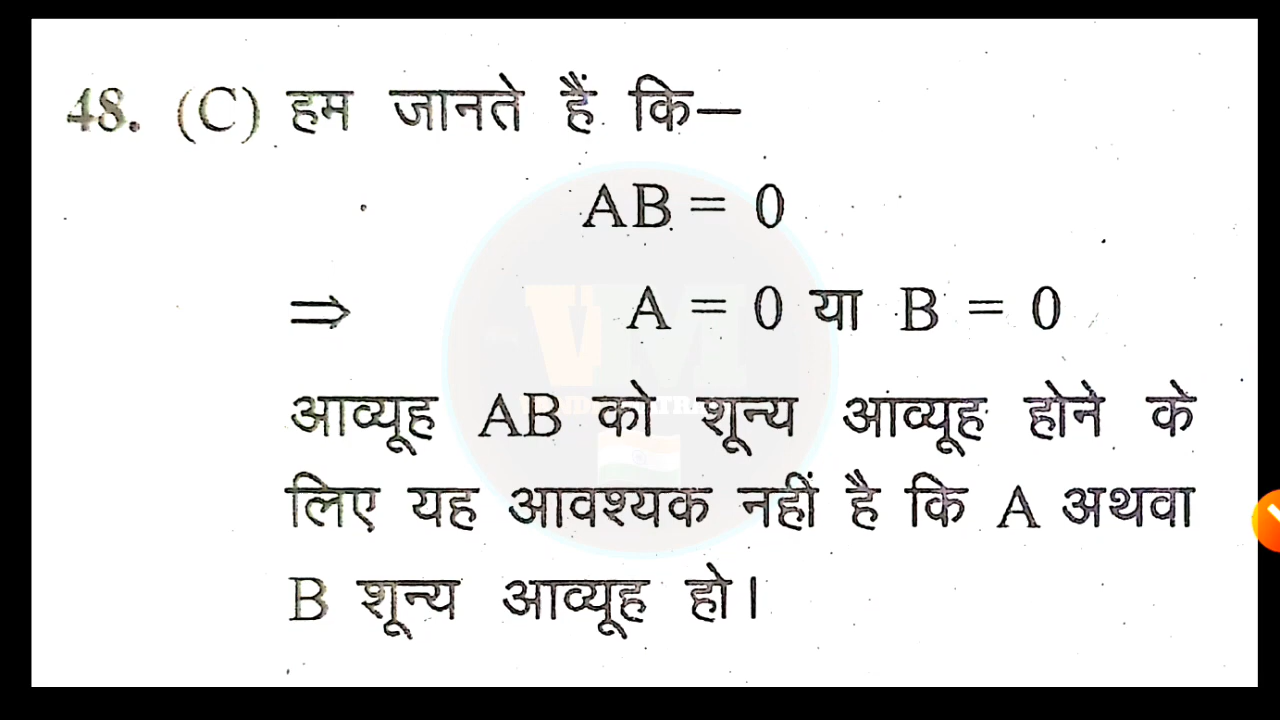 48. (C) हम जानते हैं कि—
AB = 0
⇒ A = 0 या B = 0
आव्यूह AB को शून्य आव्यूह होने के
लिए यह आवश्यक नहीं है कि A अथवा
B शून्य आव्यूह हो।